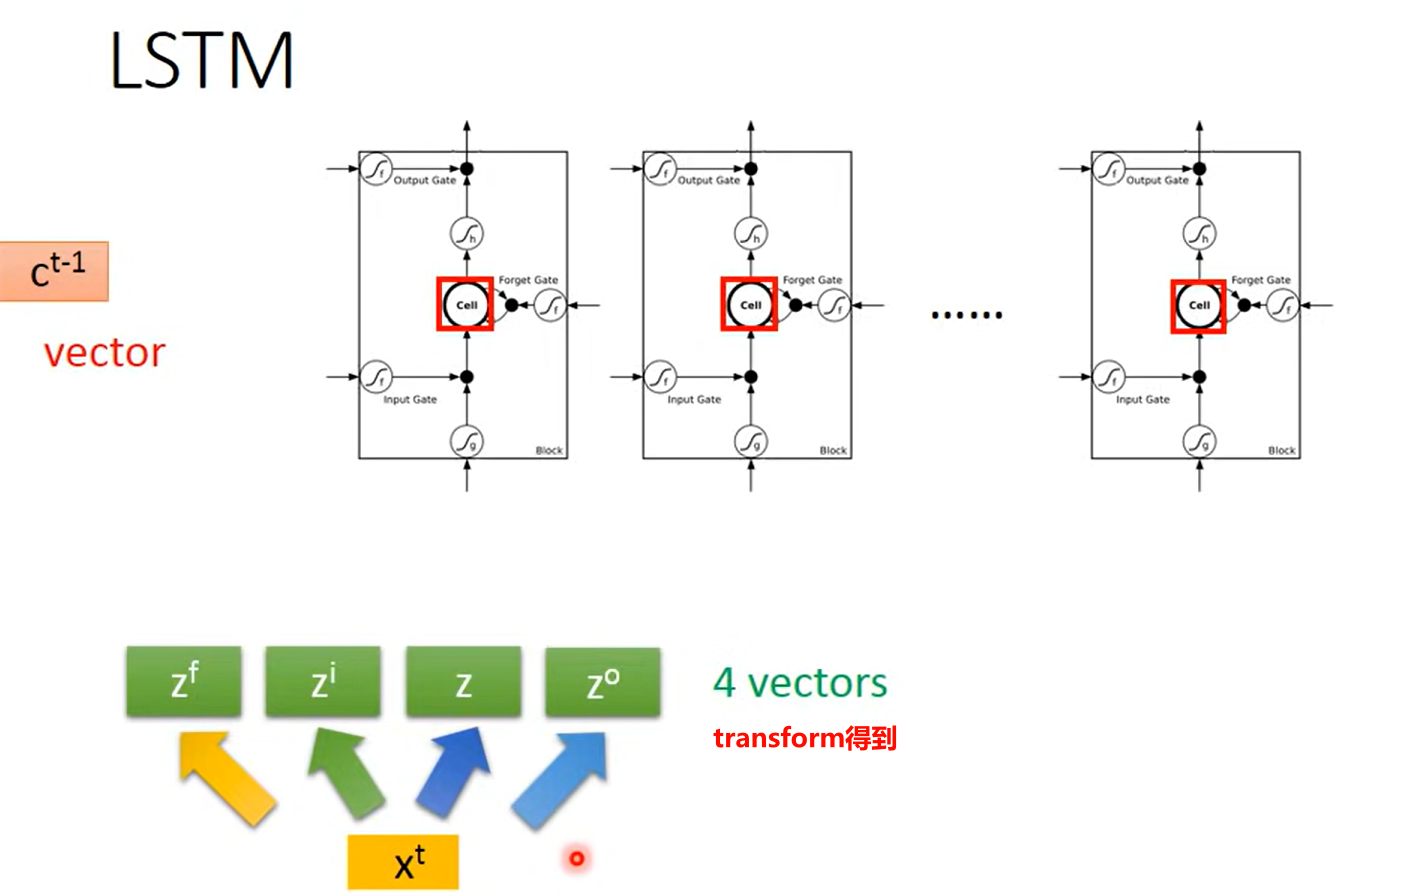 LSTM
Output Gate
h
Forget Gate
Cell
f
Input Gate
g
Block
f
f
Output Gate
h
Forget Gate
Cell
f
Input Gate
g
Block
f
f
......
Output Gate
h
Forget Gate
Cell
f
Input Gate
g
Block
f
f
c^t-1
vector
z^f z^i z z^o
4 vectors
transform得到
x^t